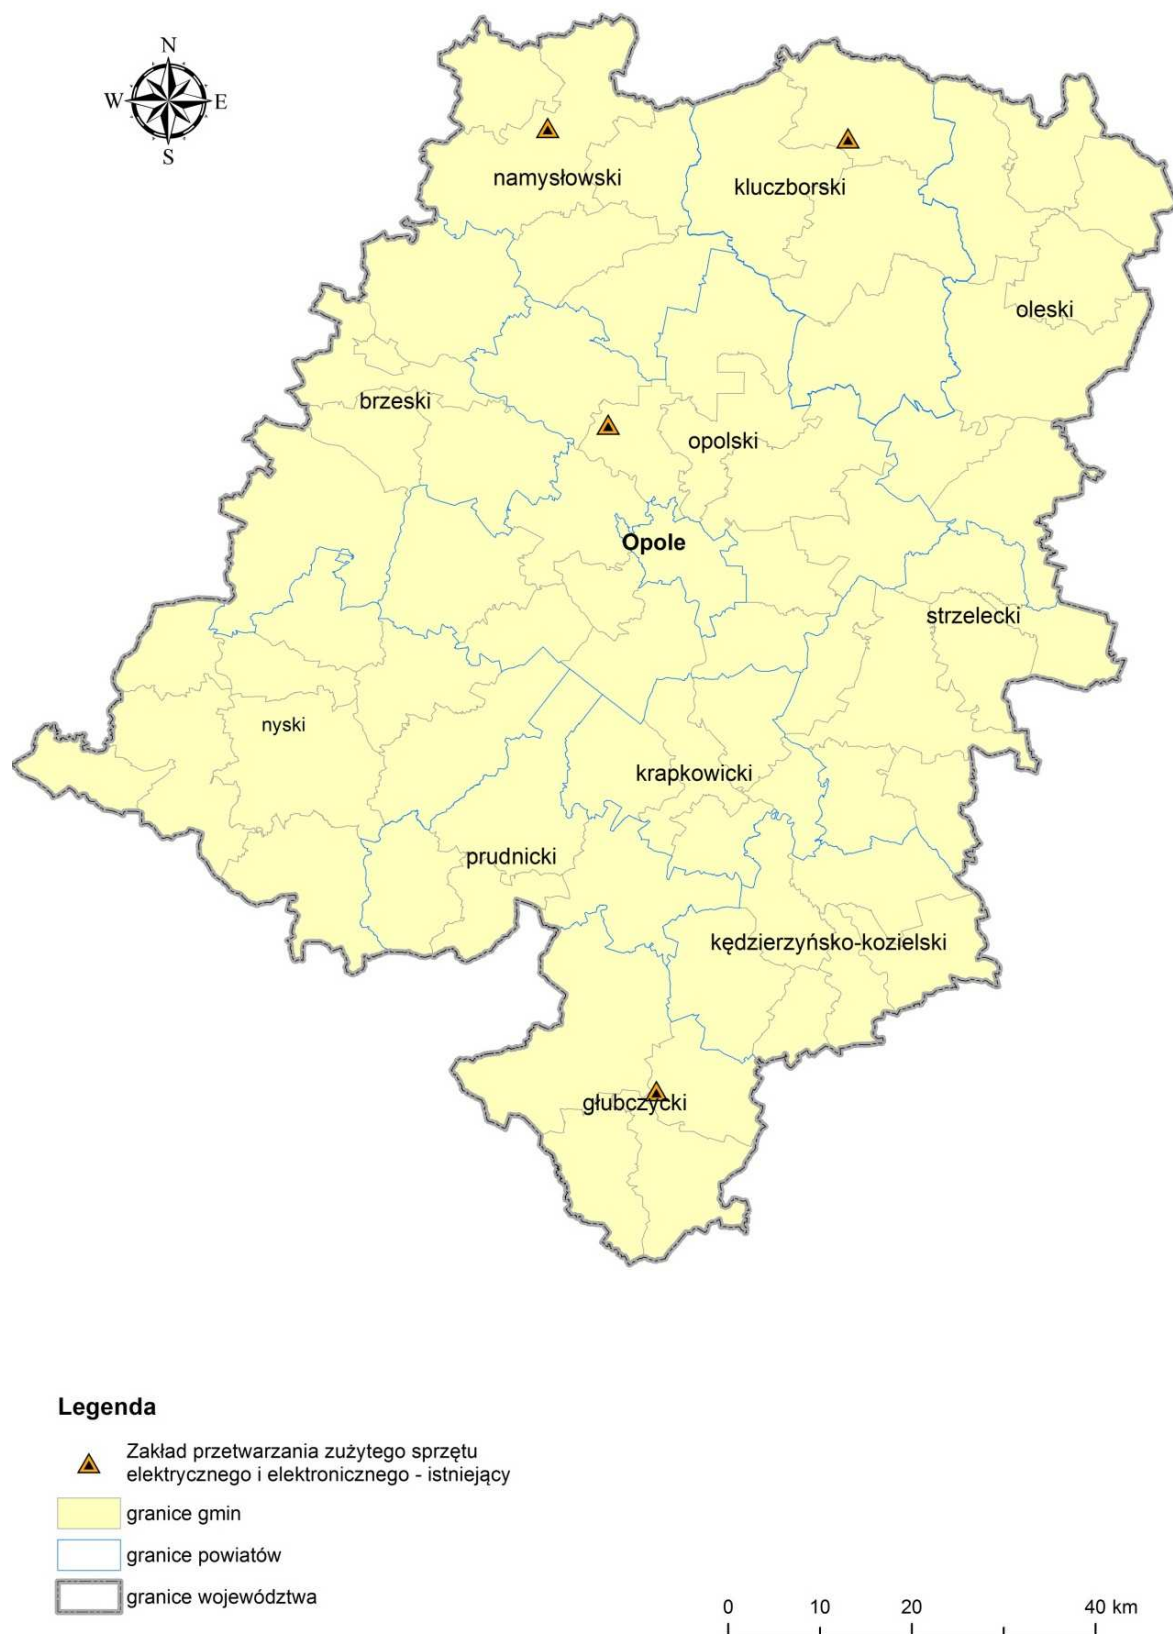 N
W E
S
namysłowski
kluczborski
oleski
brzeski
opolski
Opole
strzelecki
nyski
krapkowicki
prudnicki
kędzierzyńsko-kozielski
głubczycki
Legenda
Zakład przetwarzania zużytego sprzętu
elektrycznego i elektronicznego - istniejący
granice gmin
granice powiatów
granice województwa
0 10 20 40 km